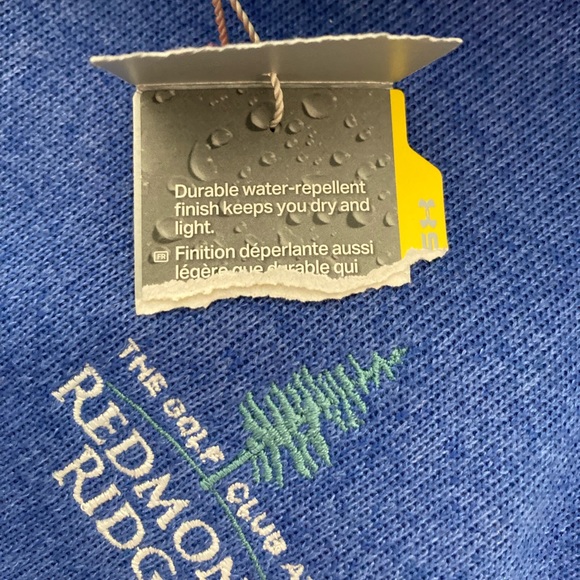 Durable water-repellent
finish keeps you dry and
light.
FR Finition déperlante aussi
légère que durable qui
THE GOLF CLUB A
REDMON
RIDG